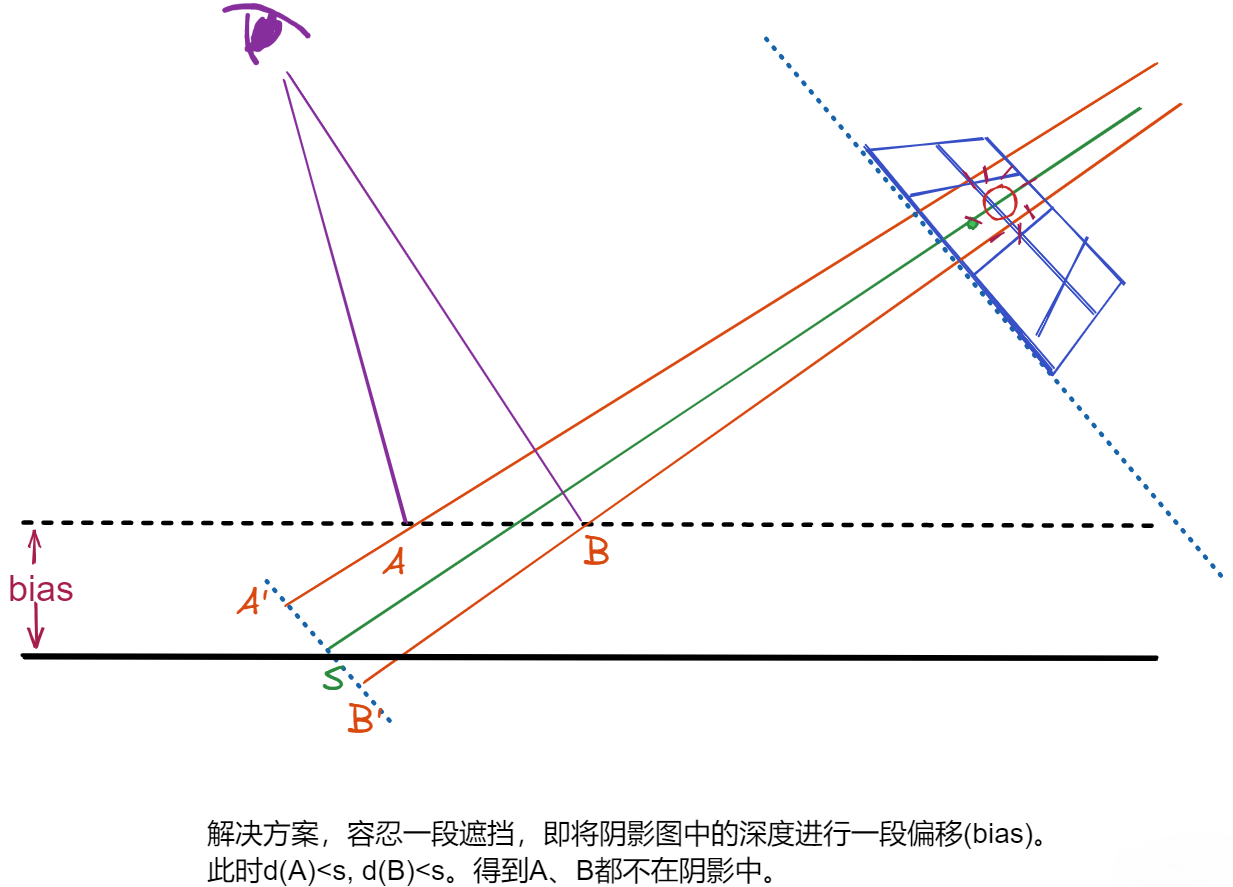 A
B
bias
A'
S
B'
解决方案，容忍一段遮挡，即将阴影图中的深度进行一段偏移(bias)。
此时d(A)<s, d(B)<s。得到A、B都不在阴影中。